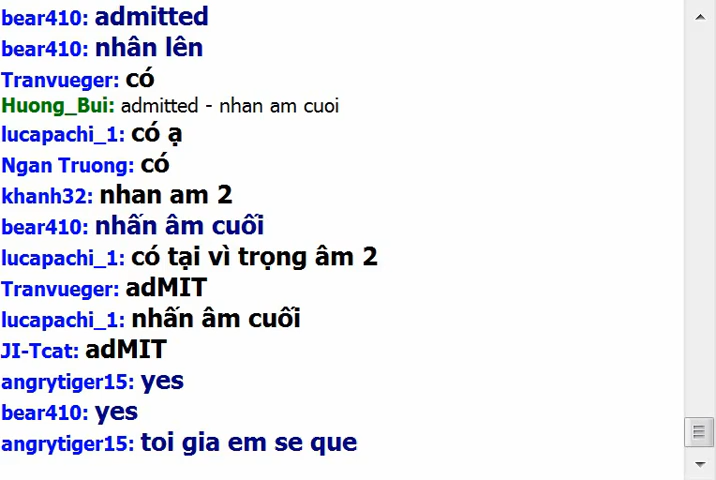 bear410: admitted
bear410: nhân lên
Tranvueger: có
Huong_Bui: admitted - nhan am cuoi
lucapachi_1: có ạ
Ngan Truong: có
khanh32: nhan am 2
bear410: nhấn âm cuối
lucapachi_1: có tại vì trọng âm 2
Tranvueger: adMIT
lucapachi_1: nhấn âm cuối
JI-Tcat: adMIT
angrytiger15: yes
bear410: yes
angrytiger15: toi gia em se que